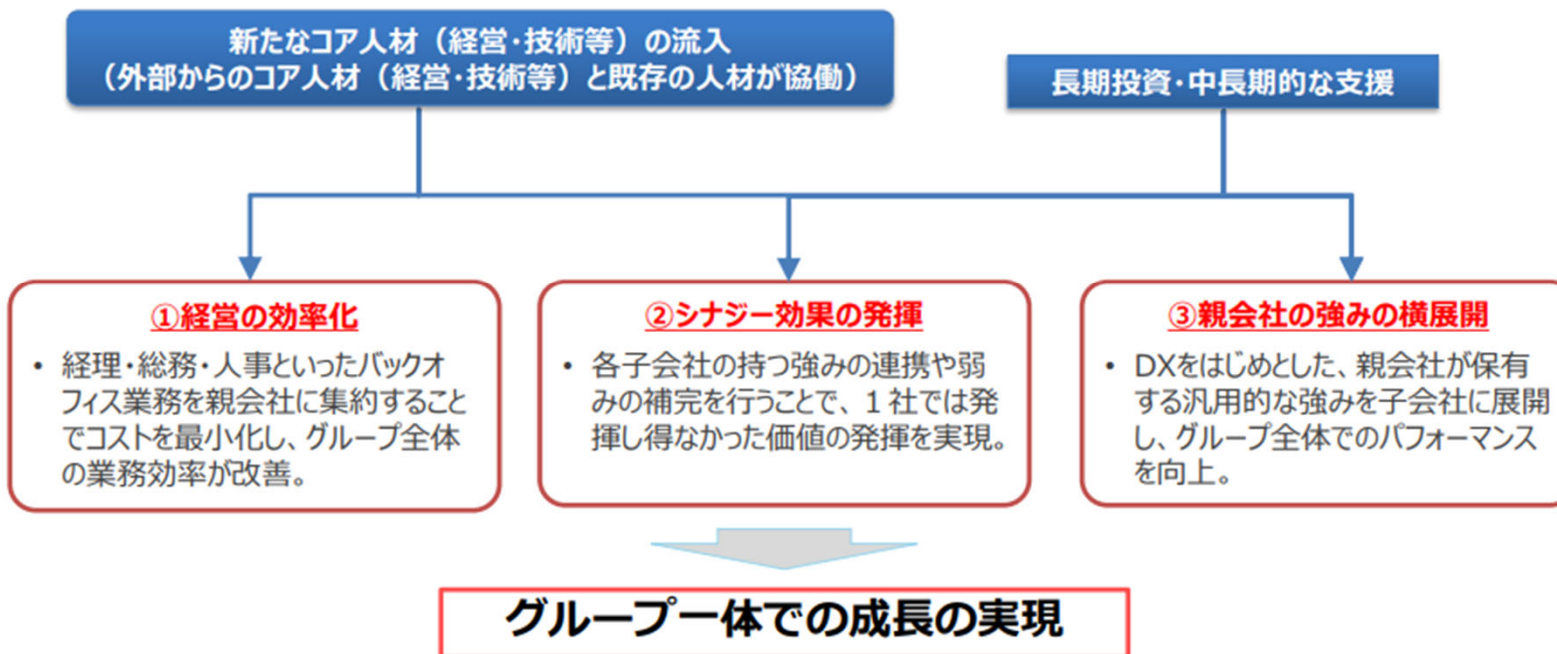 新たなコア人材（経営・技術等）の流入
（外部からのコア人材（経営・技術等）と既存の人材が協働）
長期投資・中長期的な支援
①経営の効率化
• 経理・総務・人事といったバックオ
フィス業務を親会社に集約すること
でコストを最小化し、グループ全体
の業務効率が改善。
②シナジー効果の発揮
• 各子会社の持つ強みの連携や弱
みの補完を行うことで、１社では発
揮し得なかった価値の発揮を実現。
③親会社の強みの横展開
• DXをはじめとした、親会社が保有
する汎用的な強みを子会社に展開
し、グループ全体でのパフォーマンス
を向上。
グループ一体での成長の実現